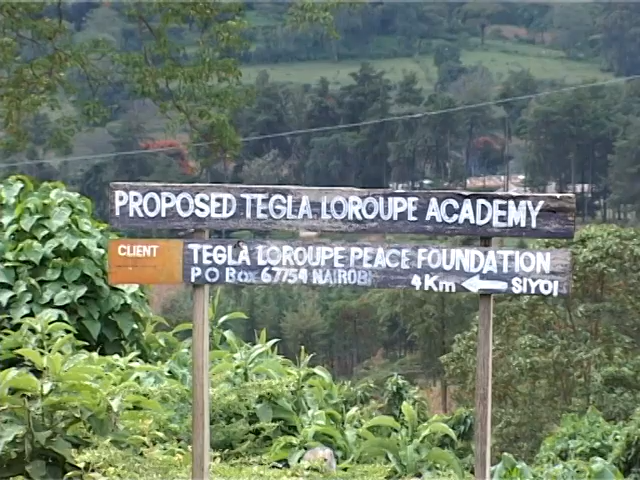 PROPOSED TEGLA LOROUPE ACADEMY
CLIENT
TEGLA LOROUPE PEACE FOUNDATION
P O BOX 67754 NAIROBI
4Km SIYOI